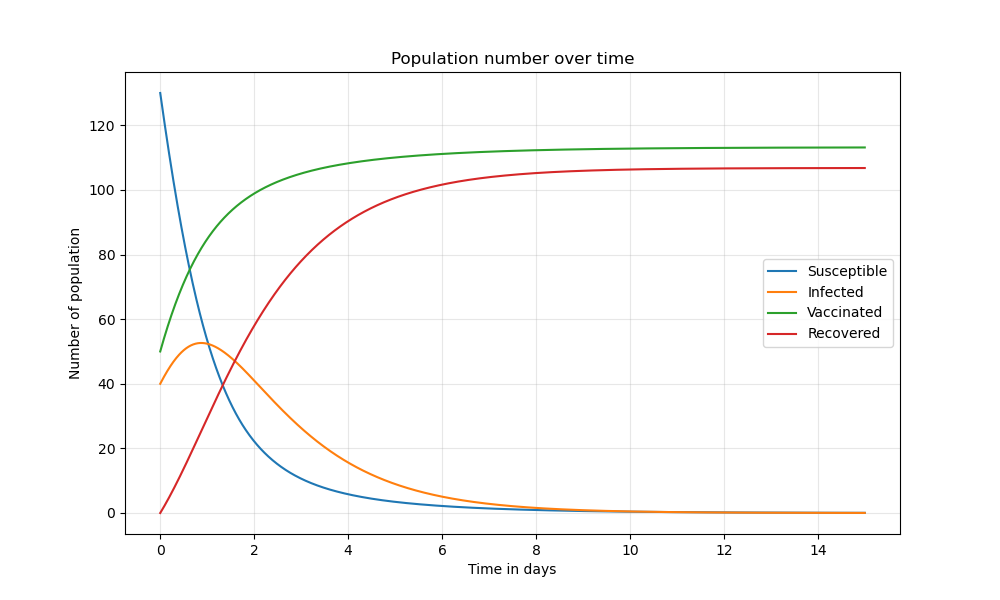 Population number over time
Number of population
120
100
80
60
40
20
0
Susceptible
Infected
Vaccinated
Recovered
0 2 4 6 8 10 12 14
Time in days